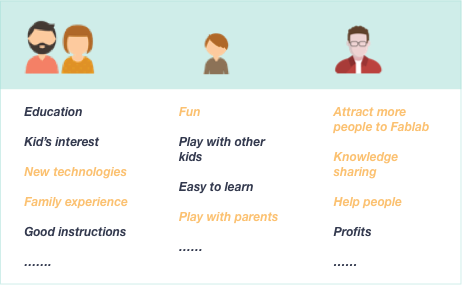 Education
Kid's interest
New technologies
Family experience
Good instructions
.......
Fun
Play with other
kids
Easy to learn
Play with parents
......
Attract more
people to Fablab
Knowledge
sharing
Help people
Profits
......